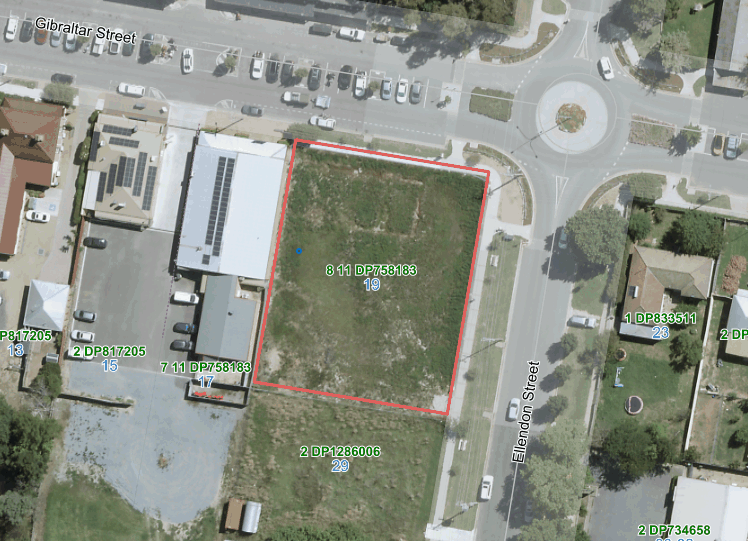 Gibraltar Street
8 11 DP758183
19
1 DP833511
23
P817205
13
2 DP817205
15
7 11 DP758183
17
2 DP
Ellendon Street
2 DP1286006
29
2 DP734658